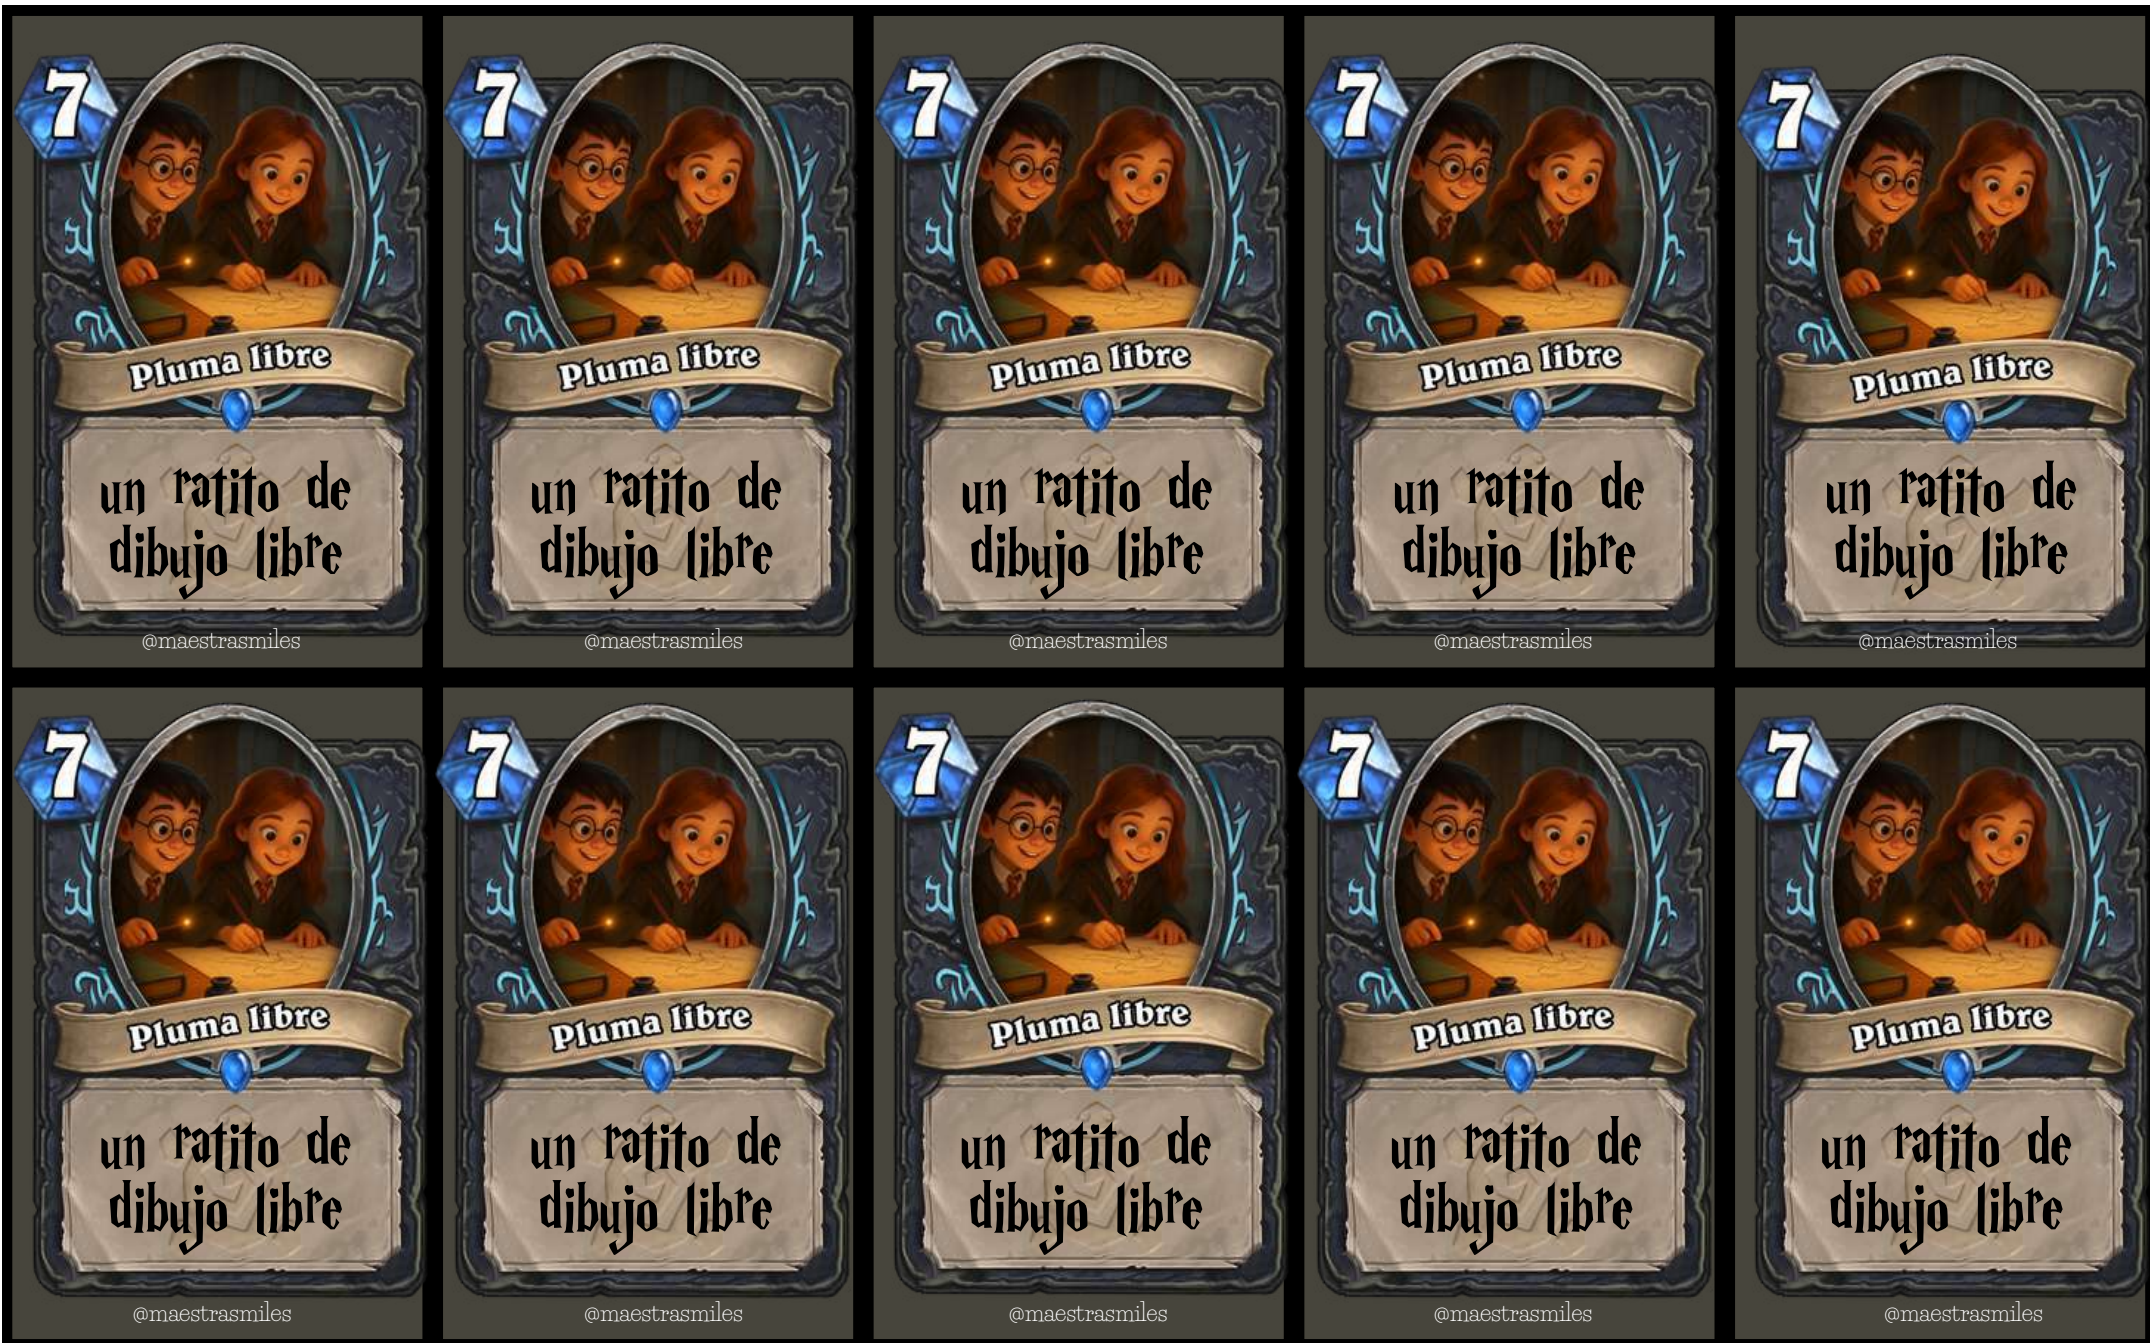 7
Pluma libre
un ratito de
dibujo libre
@maestrasmiles
7
Pluma libre
un ratito de
dibujo libre
@maestrasmiles
7
Pluma libre
un ratito de
dibujo libre
@maestrasmiles
7
Pluma libre
un ratito de
dibujo libre
@maestrasmiles
7
Pluma libre
un ratito de
dibujo libre
@maestrasmiles
7
Pluma libre
un ratito de
dibujo libre
@maestrasmiles
7
Pluma libre
un ratito de
dibujo libre
@maestrasmiles
7
Pluma libre
un ratito de
dibujo libre
@maestrasmiles
7
Pluma libre
un ratito de
dibujo libre
@maestrasmiles
7
Pluma libre
un ratito de
dibujo libre
@maestrasmiles